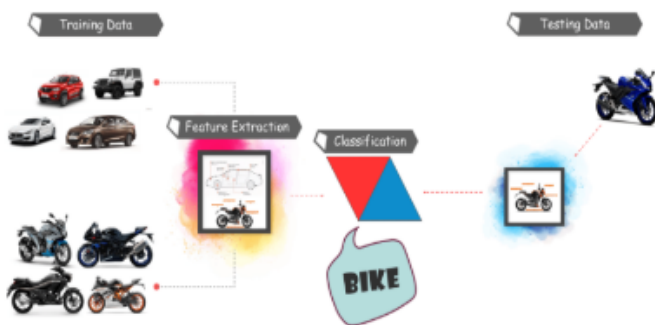 Training Data
Testing Data
Feature Extraction
Classification
BIKE